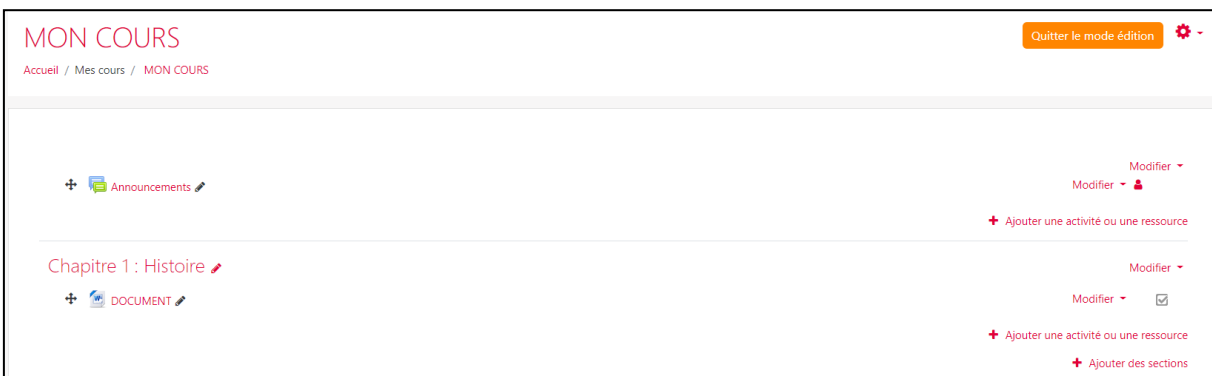 MON COURS
Quitter le mode édition
Accueil / Mes cours / MON COURS
Modifier
Announcements
Modifier
Ajouter une activité ou une ressource
Chapitre 1 : Histoire
Modifier
DOCUMENT
Modifier
Ajouter une activité ou une ressource
Ajouter des sections